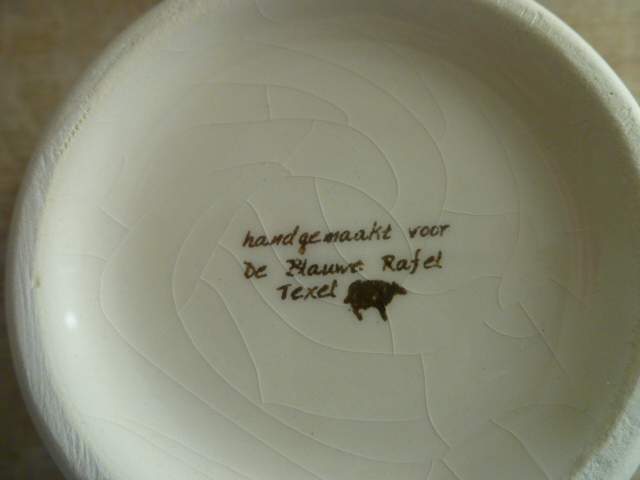 handgemaakt voor
De Blauwe Rafel
Texel